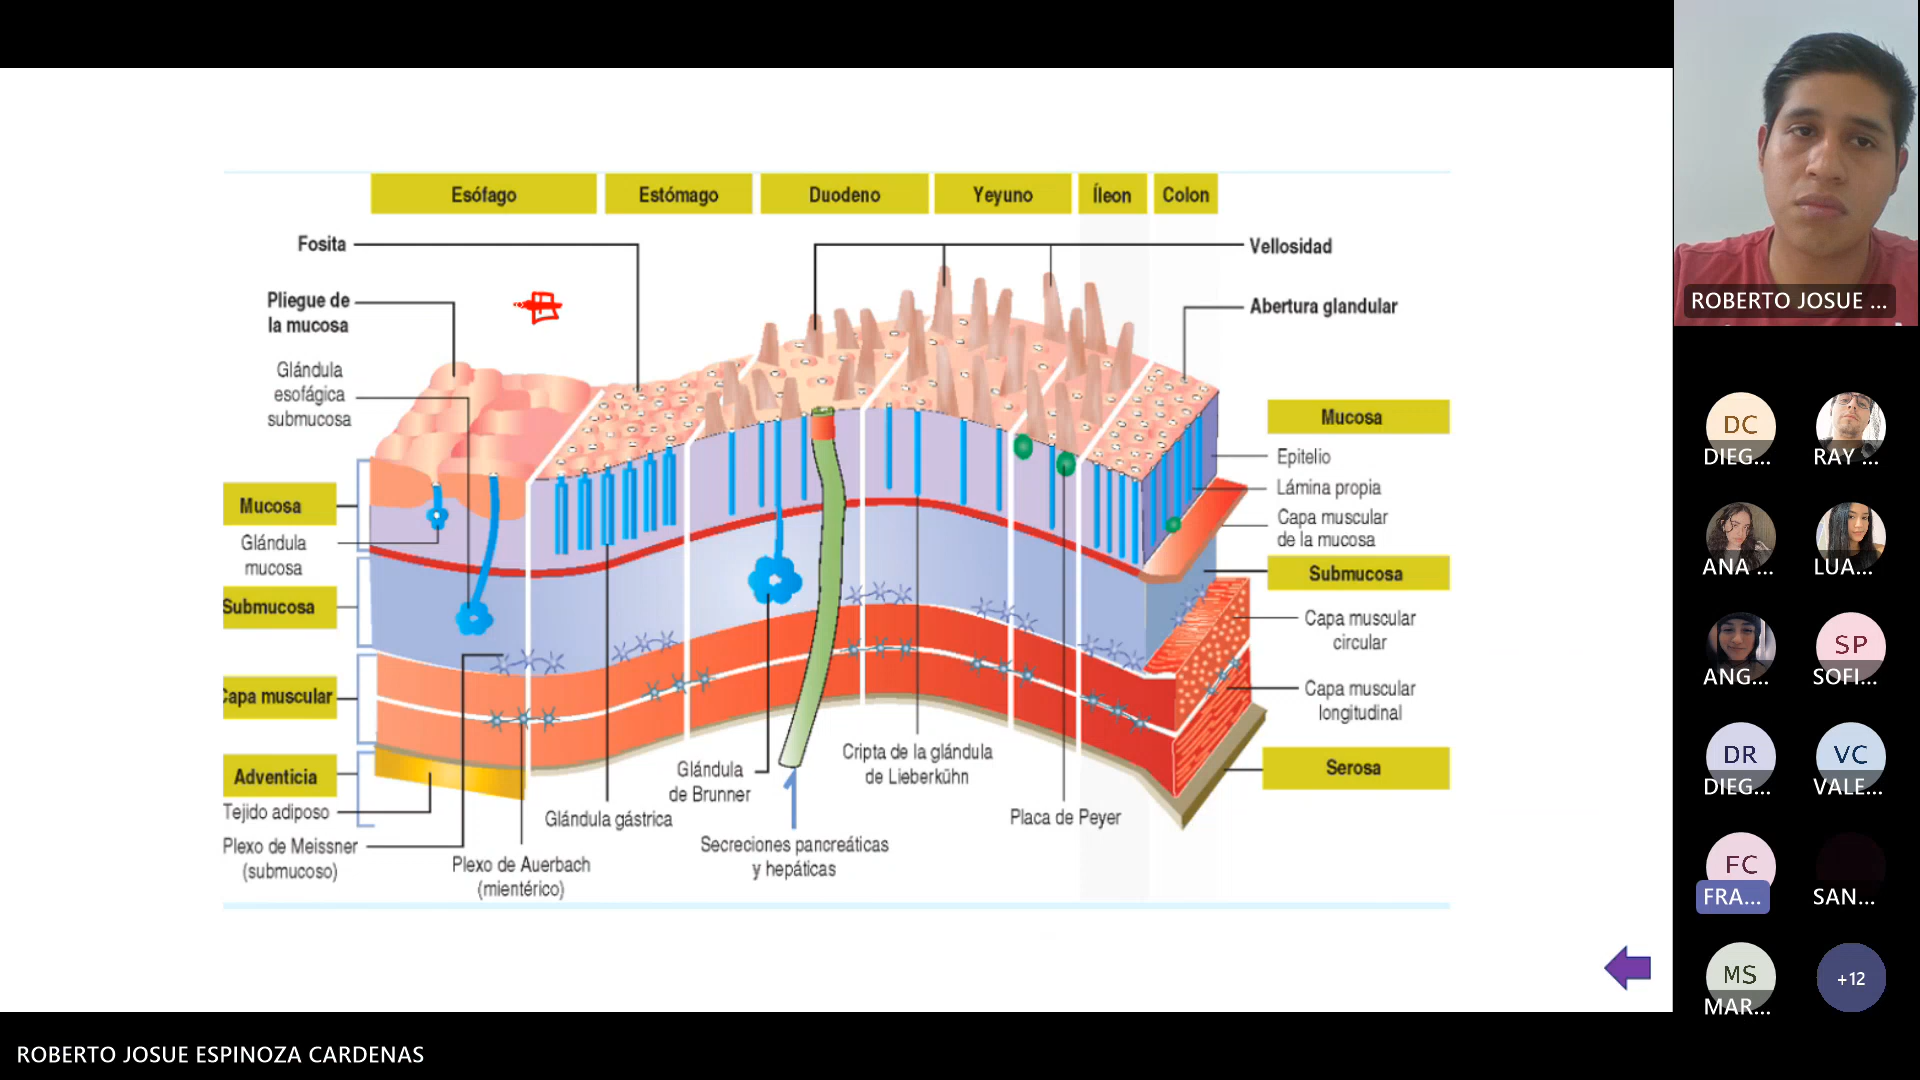 Esófago
Estómago
Duodeno
Yeyuno
Íleon
Colon
Fosita
Pliegue de
la mucosa
Glándula
esofágica
submucosa
Mucosa
Glándula
mucosa
Submucosa
Capa muscular
Adventicia
Tejido adiposo
Plexo de Meissner
(submucoso)
Plexo de Auerbach
(mientérico)
Glándula gástrica
Glándula
de Brunner
Secreciones pancreáticas
y hepáticas
Cripta de la glándula
de Lieberkühn
Placa de Peyer
Vellosidad
Abertura glandular
Mucosa
Epitelio
Lámina propia
Capa muscular
de la mucosa
Submucosa
Capa muscular
circular
Capa muscular
longitudinal
Serosa
ROBERTO JOSUE ...
DC
DIEG...
RAY ...
ANA ...
LUA...
ANG...
SP
SOFI...
DR
DIEG...
VC
VALE...
FC
FRA...
SAN...
MS
MAR...
+12
ROBERTO JOSUE ESPINOZA CARDENAS